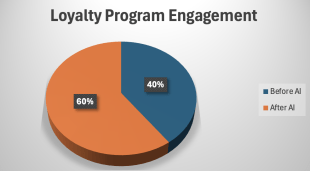 Loyalty Program Engagement
40%
60%
Before AI
After AI